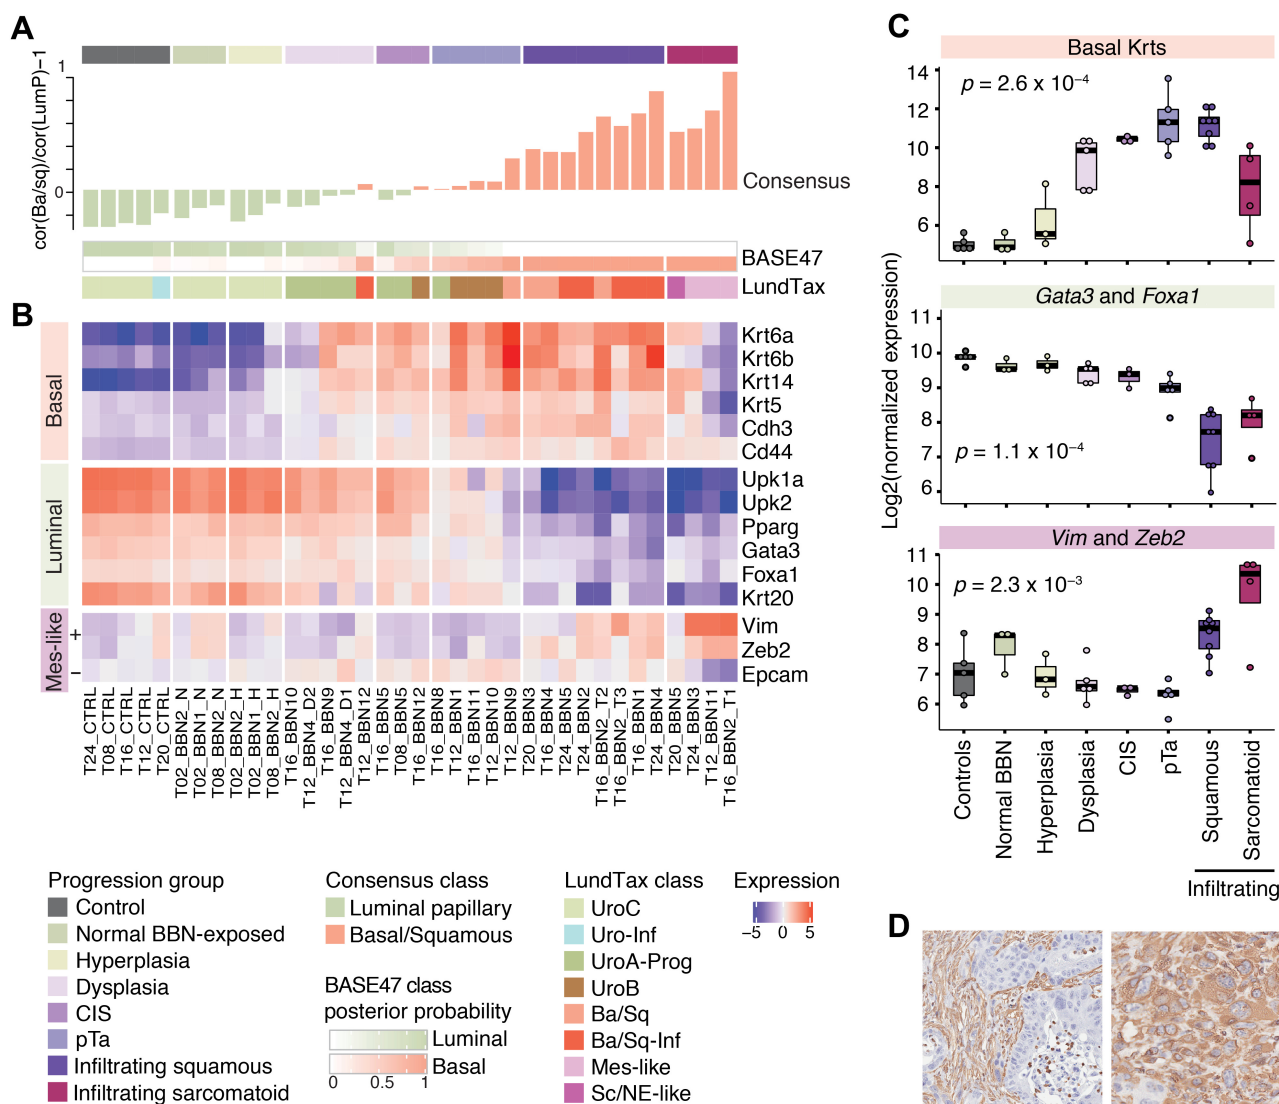 A
cor(Ba/sq)/cor(LumP)−1
1
0
Consensus
BASE47
LundTax
B
Basal
Krt6a
Krt6b
Krt14
Krt5
Cdh3
Cd44
Luminal
Upk1a
Upk2
Pparg
Gata3
Foxa1
Krt20
Mes-like
+
−
Vim
Zeb2
Epcam
T24_CTRL
T08_CTRL
T16_CTRL
T12_CTRL
T20_CTRL
T02_BBN2_N
T02_BBN1_N
T08_BBN2_N
T02_BBN2_H
T02_BBN1_H
T08_BBN2_H
T16_BBN10
T12_BBN4_D2
T16_BBN9
T12_BBN4_D1
T12_BBN12
T16_BBN5
T08_BBN5
T16_BBN12
T16_BBN8
T12_BBN1
T16_BBN11
T12_BBN10
T12_BBN9
T20_BBN3
T16_BBN4
T24_BBN5
T24_BBN2
T16_BBN2_T2
T16_BBN2_T3
T16_BBN1
T24_BBN4
T20_BBN5
T24_BBN3
T12_BBN11
T16_BBN2_T1
Progression group
Control
Normal BBN-exposed
Hyperplasia
Dysplasia
CIS
pTa
Infiltrating squamous
Infiltrating sarcomatoid
Consensus class
Luminal papillary
Basal/Squamous
BASE47 class
posterior probability
Luminal
Basal
0 0.5 1
LundTax class
UroC
Uro-Inf
UroA-Prog
UroB
Ba/Sq
Ba/Sq-Inf
Mes-like
Sc/NE-like
Expression
−5 0 5
C
Log2(normalized expression)
Basal Krts
p = 2.6 x 10⁻⁴
14
12
10
8
6
Gata3 and Foxa1
11
10
9
8
7
6
p = 1.1 x 10⁻⁴
Vim and Zeb2
11
10
9
8
7
6
p = 2.3 x 10⁻³
Controls
Normal BBN
Hyperplasia
Dysplasia
CIS
pTa
Squamous
Sarcomatoid
Infiltrating
D